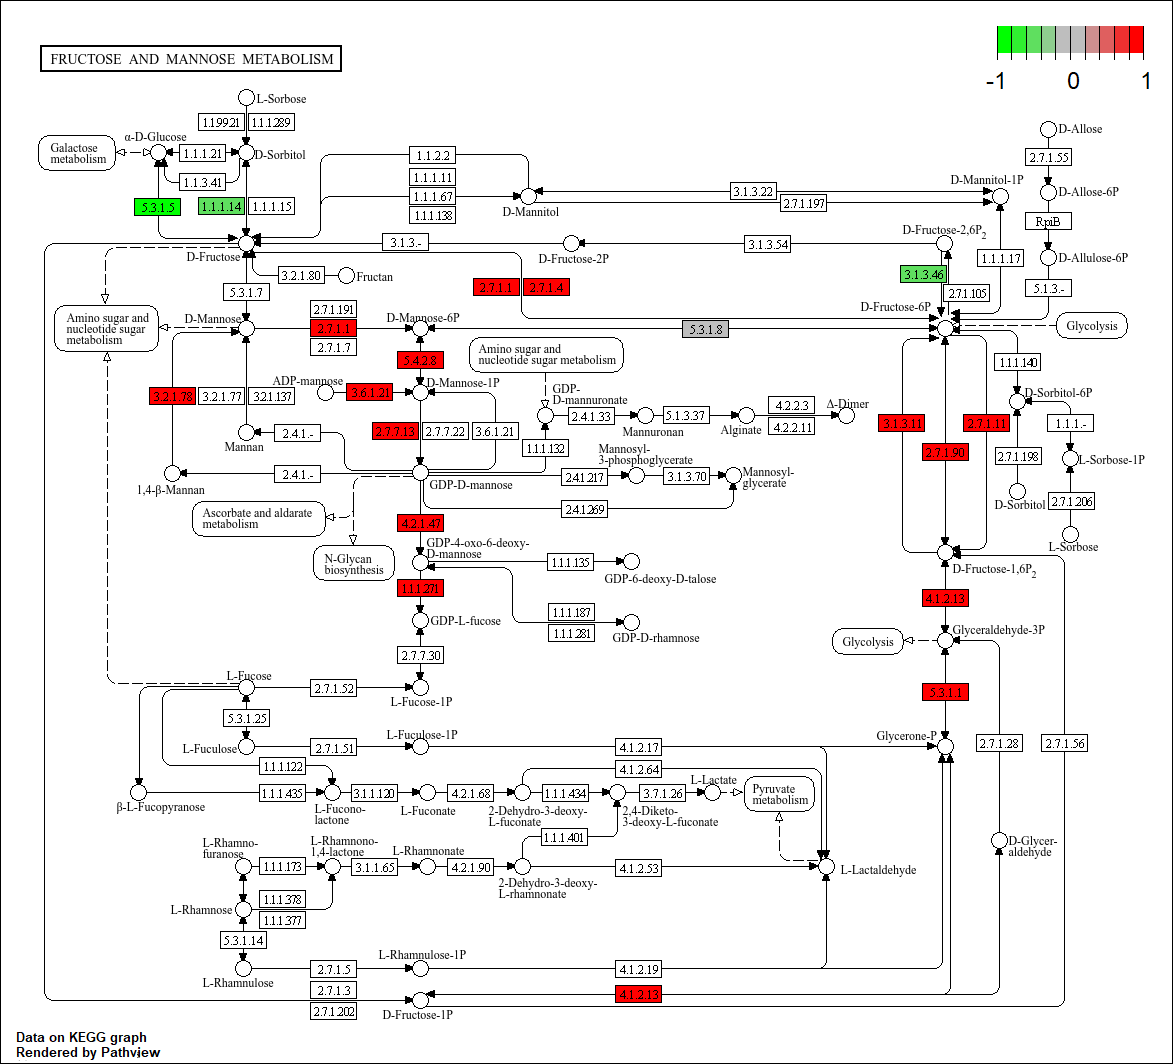 FRUCTOSE AND MANNOSE METABOLISM
-1 0 1
L-Sorbose
1.1.99.21 1.1.1.289
α-D-Glucose
Galactose
metabolism
1.1.1.21
D-Sorbitol
1.1.3.41
5.3.1.5
1.1.1.14 1.1.1.15
1.1.2.2
1.1.1.11
1.1.1.67
1.1.1.138
D-Mannitol
3.1.3.22
2.7.1.197
D-Mannitol-1P
D-Allose
2.7.1.55
D-Allose-6P
RpiB
D-Allulose-6P
5.1.3.-
D-Fructose
3.1.3.-
D-Fructose-2P
3.1.3.54
D-Fructose-2,6P2
1.1.1.17
3.1.3.46
2.7.1.105
D-Fructose-6P
3.2.1.80
Fructan
5.3.1.7
2.7.1.1 2.7.1.4
Amino sugar and
nucleotide sugar
metabolism
D-Mannose
2.7.1.191
2.7.1.1
2.7.1.7
D-Mannose-6P
5.3.1.8
Glycolysis
5.4.2.8
Amino sugar and
nucleotide sugar metabolism
1.1.1.140
ADP-mannose
3.6.1.21
D-Mannose-1P
3.2.1.78 3.2.1.77 3.2.1.137
GDP-
D-mannuronate
2.4.1.33
Mannuronan
5.1.3.37
Alginate
4.2.2.3
4.2.2.11
Δ-Dimer
D-Sorbitol-6P
1.1.1.-
3.1.3.11
2.7.1.11
2.7.1.90
2.7.1.198
L-Sorbose-1P
Mannan
2.4.1.-
2.7.7.13 2.7.7.22 3.6.1.21
1.1.1.132
Mannosyl-
3-phosphoglycerate
2.4.1.217
3.1.3.70
Mannosyl-
glycerate
2.4.1.-
1,4-β-Mannan
GDP-D-mannose
2.4.1.269
D-Sorbitol
2.7.1.206
L-Sorbose
Ascorbate and aldarate
metabolism
4.2.1.47
N-Glycan
biosynthesis
GDP-4-oxo-6-deoxy-
D-mannose
1.1.1.135
GDP-6-deoxy-D-talose
D-Fructose-1,6P2
1.1.1.271
4.1.2.13
GDP-L-fucose
1.1.1.187
1.1.1.281
GDP-D-rhamnose
Glycolysis
Glyceraldehyde-3P
2.7.7.30
L-Fucose
2.7.1.52
L-Fucose-1P
5.3.1.1
5.3.1.25
L-Fuculose
2.7.1.51
L-Fuculose-1P
4.1.2.17
Glycerone-P
2.7.1.28
2.7.1.56
1.1.1.122
4.1.2.64
β-L-Fucopyranose
1.1.1.435
L-Fucono-
lactone
3.1.1.120
L-Fuconate
4.2.1.68
2-Dehydro-3-deoxy-
L-fuconate
1.1.1.434
2,4-Diketo-
3-deoxy-L-fuconate
3.7.1.26
L-Lactate
Pyruvate
metabolism
1.1.1.401
L-Rhamno-
furanose
1.1.1.173
L-Rhamnono-
1,4-lactone
3.1.1.65
L-Rhamnonate
4.2.1.90
2-Dehydro-3-deoxy-
L-rhamnonate
4.1.2.53
L-Lactaldehyde
D-Glycer-
aldehyde
1.1.1.378
1.1.1.377
L-Rhamnose
5.3.1.14
L-Rhamnulose
2.7.1.5
L-Rhamnulose-1P
4.1.2.19
2.7.1.3
2.7.1.202
D-Fructose-1P
4.1.2.13
Data on KEGG graph
Rendered by Pathview